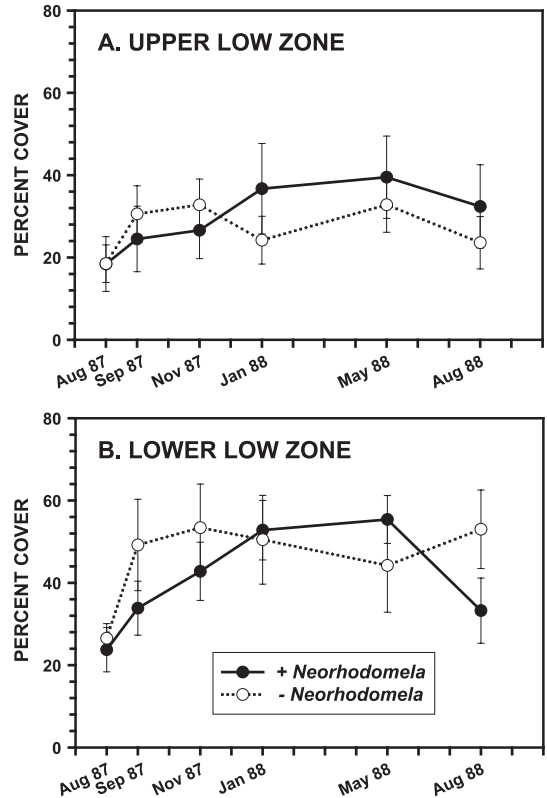 A. UPPER LOW ZONE
PERCENT COVER
80
60
40
20
0
Aug 87
Sep 87
Nov 87
Jan 88
May 88
Aug 88
B. LOWER LOW ZONE
PERCENT COVER
80
60
40
20
0
+ Neorhodomela
- Neorhodomela
Aug 87
Sep 87
Nov 87
Jan 88
May 88
Aug 88